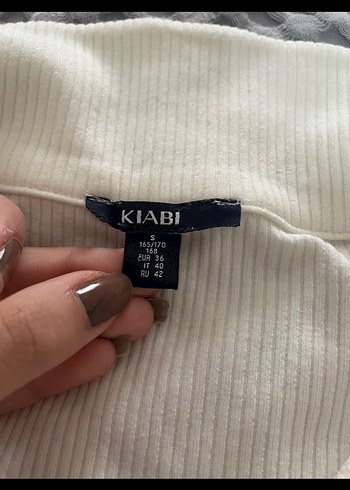 KIABI
S
165/170
168
EUR 36
IT 40
RU 42